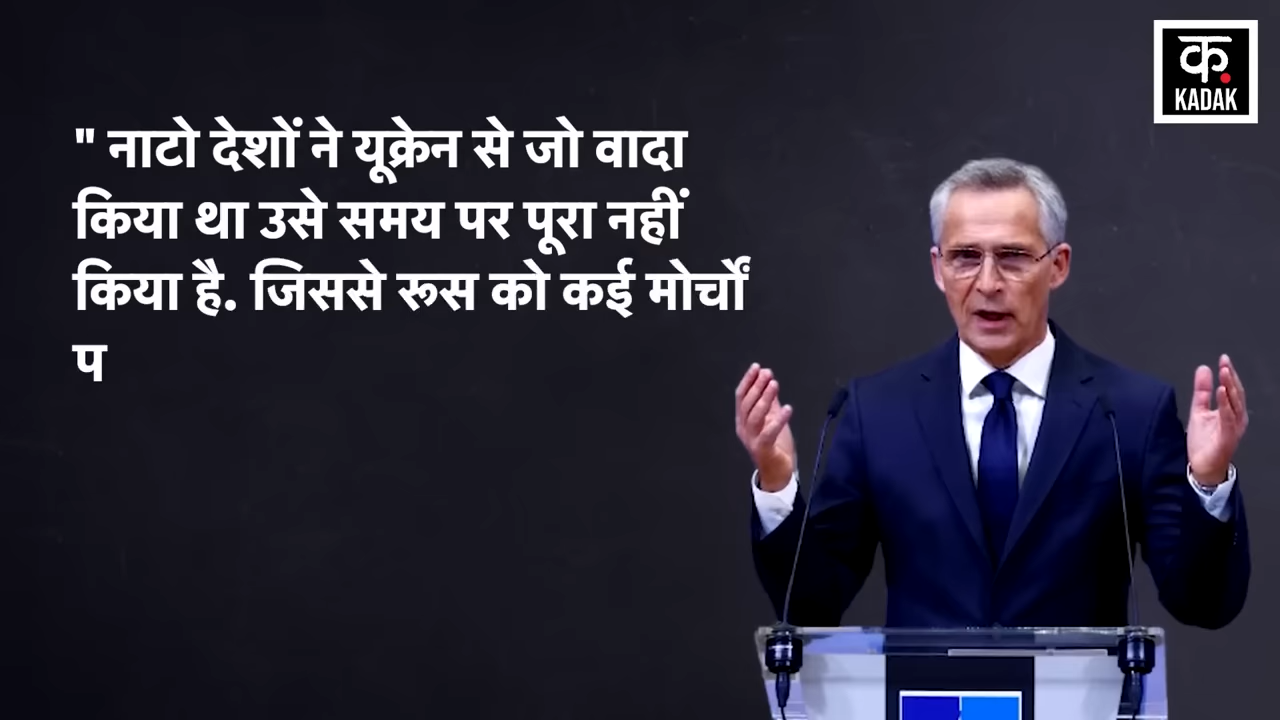 " नाटो देशों ने यूक्रेन से जो वादा
किया था उसे समय पर पूरा नहीं
किया है. जिससे रूस को कई मोर्चों
प
क.
KADAK